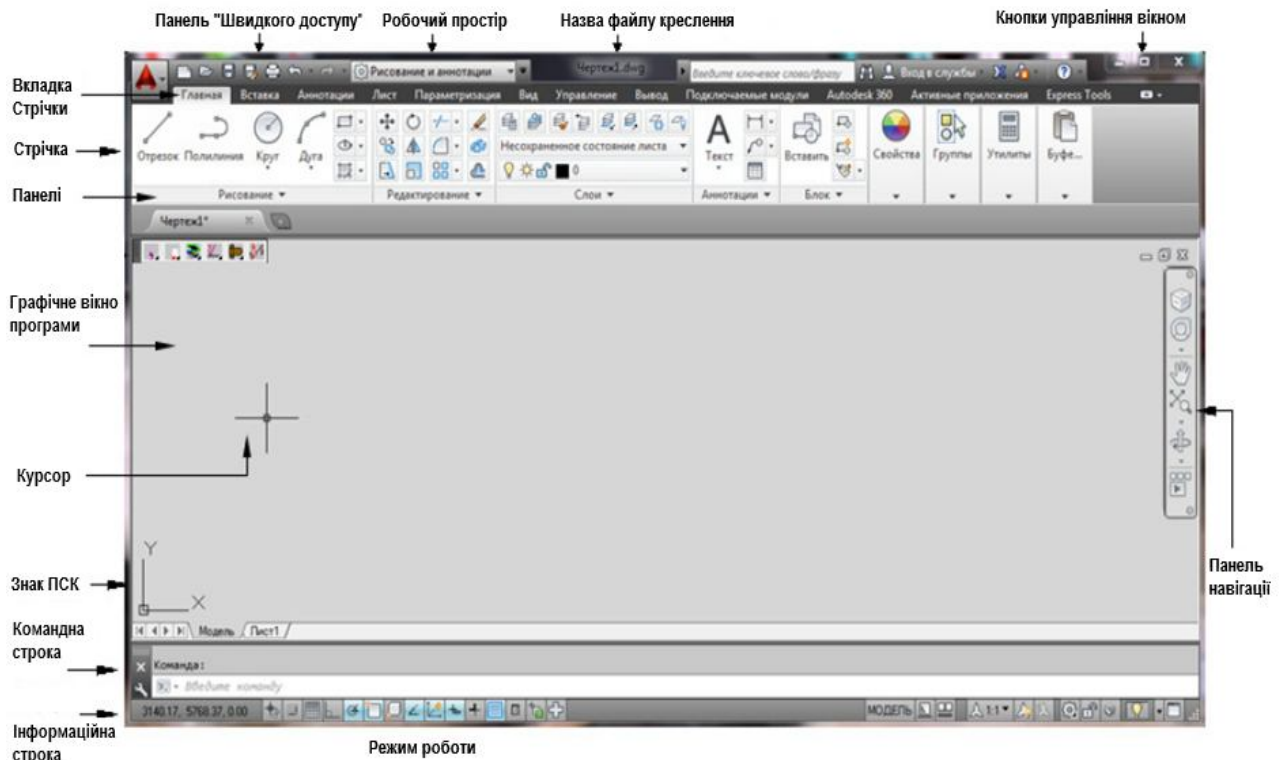 Панель "Швидкого доступу" Робочий простір Назва файлу креслення Кнопки управління вікном
Рисование и аннотации Чертеж1.dwg Введите ключевое слово/фразу Вход в службы
Вкладка
Стрічки
Главная Вставка Аннотации Лист Параметризация Вид Управление Вывод Подключаемые модули Autodesk 360 Активные приложения Express Tools
Стрічка
Несохраненное состояние листа
Отрезок Полилиния Круг Дуга Текст Вставить Свойства Группы Утилиты Буфе...
0
Панелі
Рисование Редактирование Слои Аннотации Блок
Чертеж1*
Графічне вікно
програми
Курсор
Y
Знак ПСК
X
Панель
навігації
Командна
строка
Модель Лист1
Команда:
Введите команду
3140.17, 5768.37, 0.00 МОДЕЛЬ 1:1
Інформаційна
строка
Режим роботи